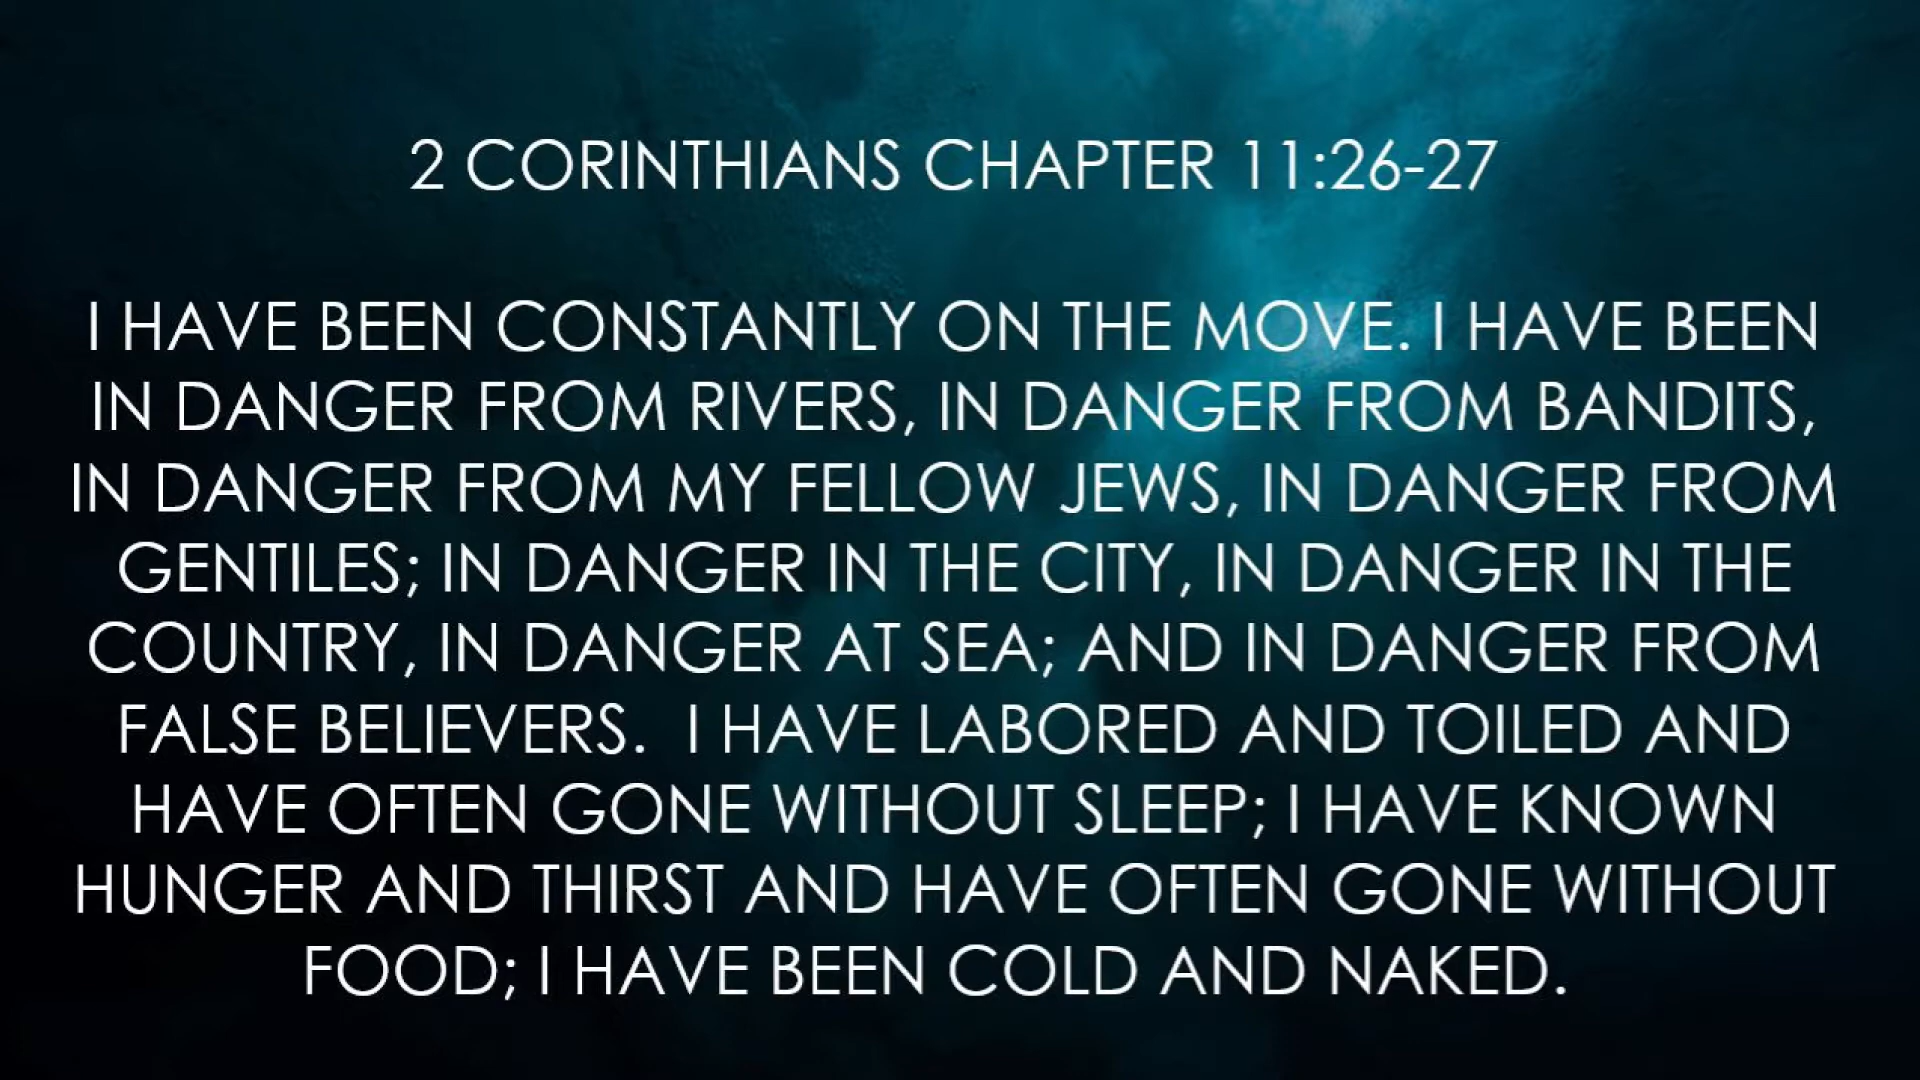 2 CORINTHIANS CHAPTER 11:26-27
I HAVE BEEN CONSTANTLY ON THE MOVE. I HAVE BEEN
IN DANGER FROM RIVERS, IN DANGER FROM BANDITS,
IN DANGER FROM MY FELLOW JEWS, IN DANGER FROM
GENTILES; IN DANGER IN THE CITY, IN DANGER IN THE
COUNTRY, IN DANGER AT SEA; AND IN DANGER FROM
FALSE BELIEVERS.  I HAVE LABORED AND TOILED AND
HAVE OFTEN GONE WITHOUT SLEEP; I HAVE KNOWN
HUNGER AND THIRST AND HAVE OFTEN GONE WITHOUT
FOOD; I HAVE BEEN COLD AND NAKED.